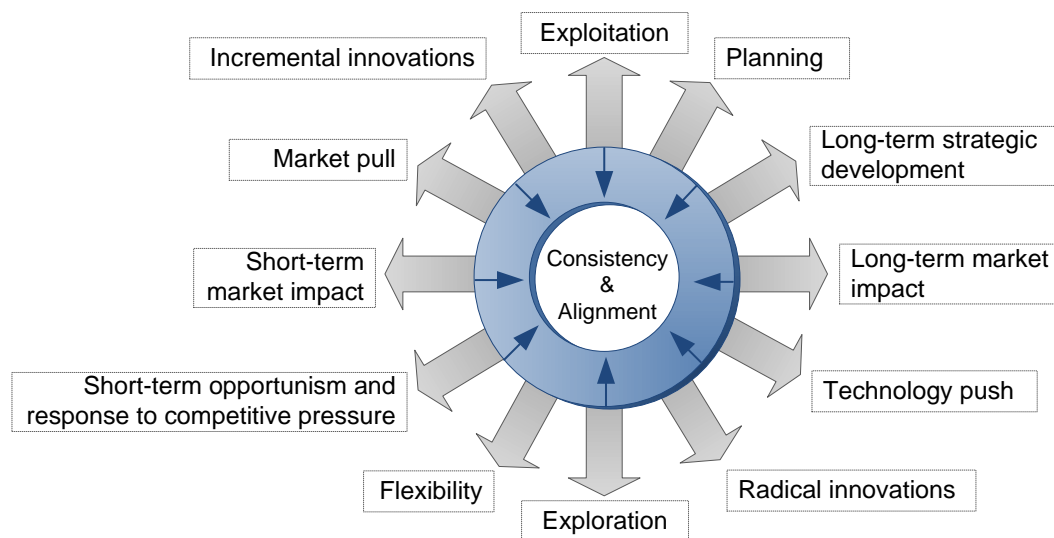 Exploitation
Incremental innovations
Planning
Market pull
Long-term strategic
development
Short-term
market impact
Consistency
&
Alignment
Long-term market
impact
Short-term opportunism and
response to competitive pressure
Technology push
Flexibility
Radical innovations
Exploration